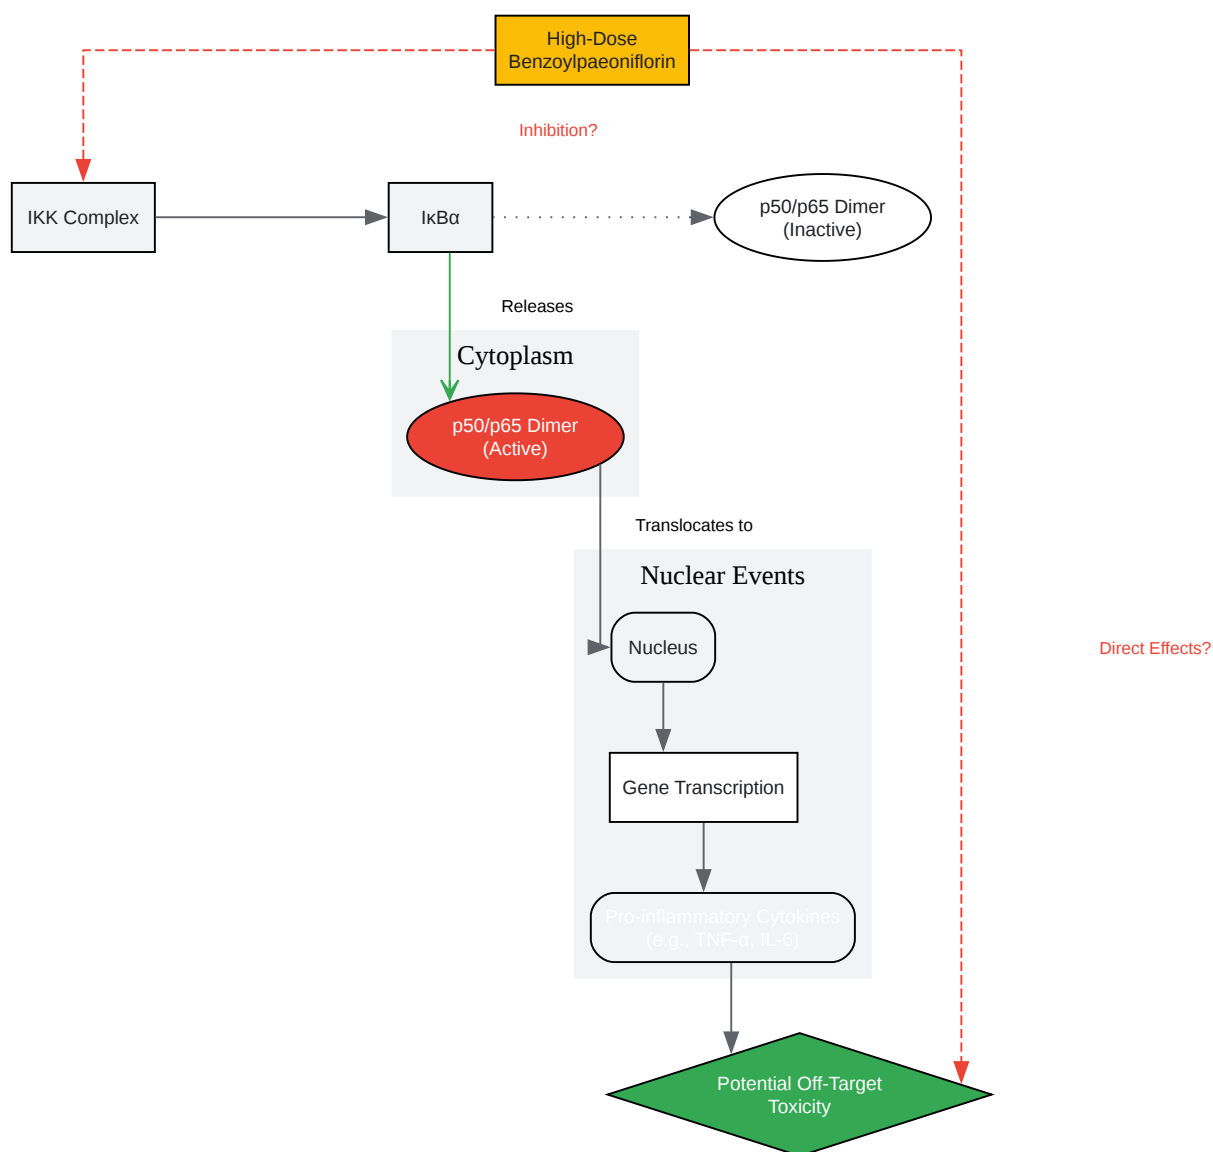 High-Dose
Benzoylpaeoniflorin
Inhibition?
IKK Complex
IκBα
p50/p65 Dimer
(Inactive)
Releases
Cytoplasm
p50/p65 Dimer
(Active)
Translocates to
Nuclear Events
Nucleus
Direct Effects?
Gene Transcription
Pro-inflammatory Cytokines
(e.g., TNF-α, IL-6)
Potential Off-Target
Toxicity